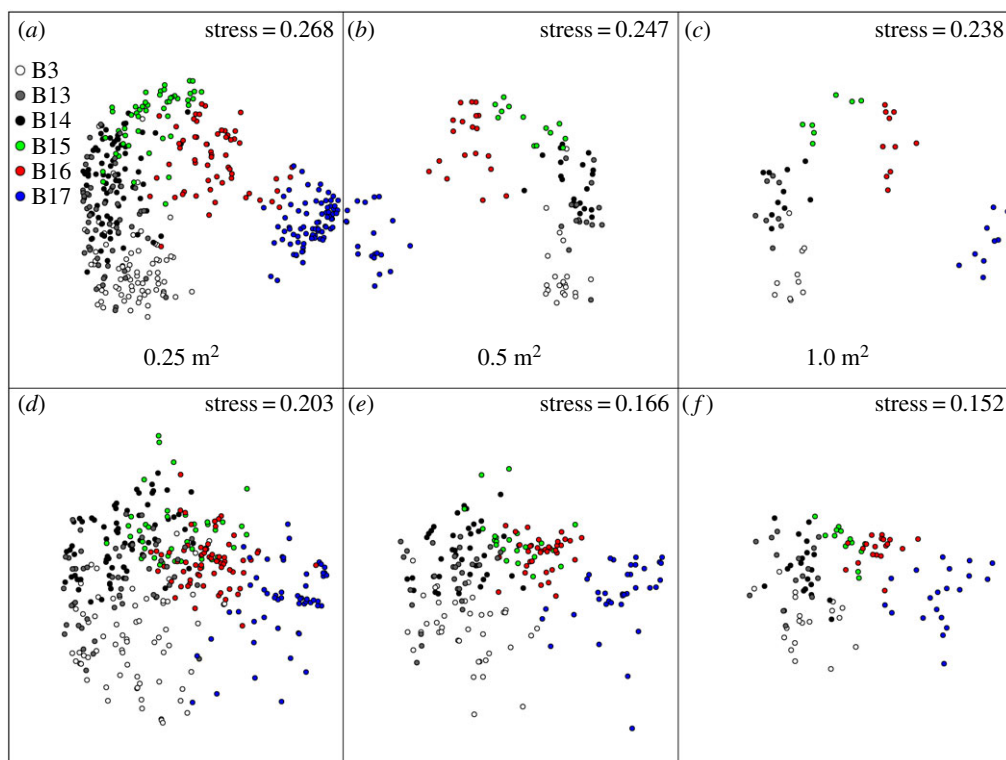 (a) stress = 0.268
(b) stress = 0.247
(c) stress = 0.238
B3
B13
B14
B15
B16
B17
0.25 m²
0.5 m²
1.0 m²
(d) stress = 0.203
(e) stress = 0.166
(f) stress = 0.152